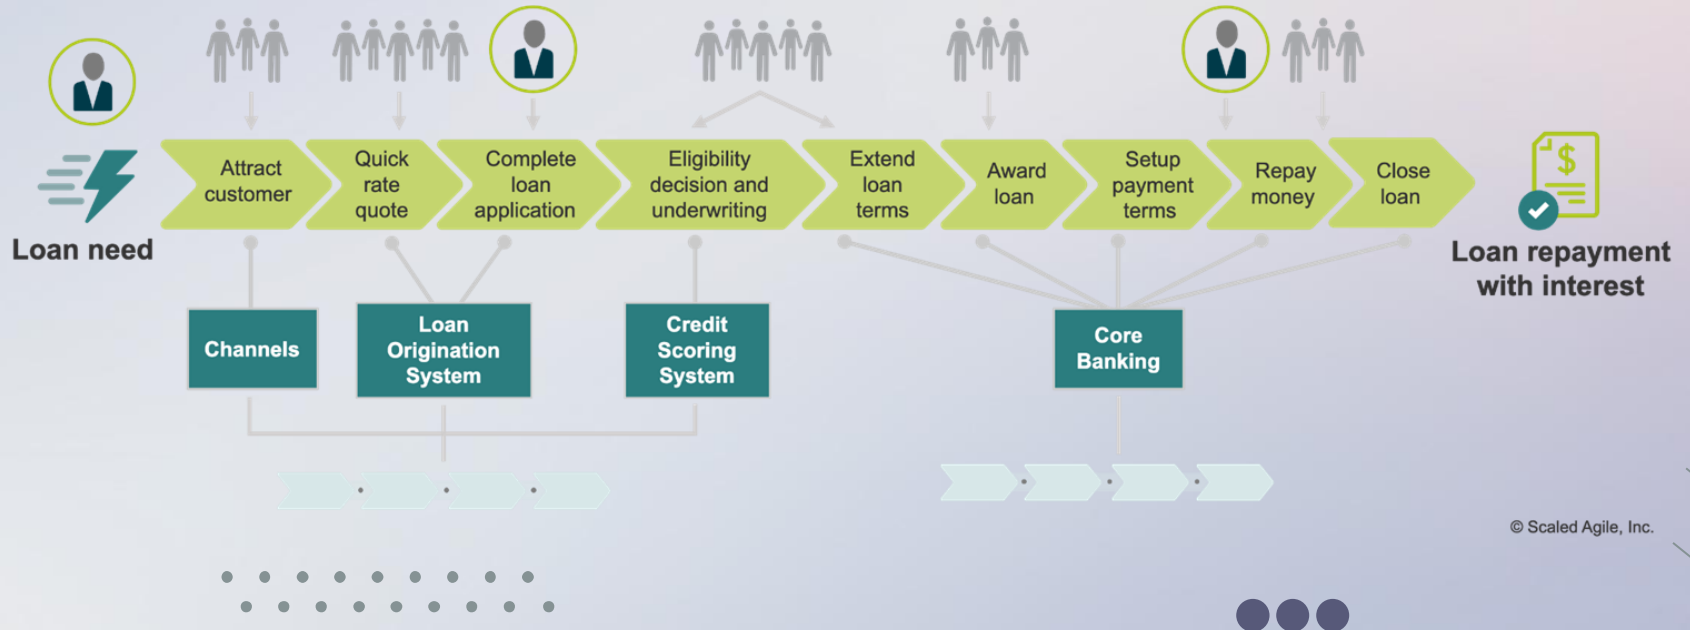 Loan need
Attract
customer
Quick
rate
quote
Complete
loan
application
Eligibility
decision and
underwriting
Extend
loan
terms
Award
loan
Setup
payment
terms
Repay
money
Close
loan
$
Loan repayment
with interest
Channels
Loan
Origination
System
Credit
Scoring
System
Core
Banking
© Scaled Agile, Inc.